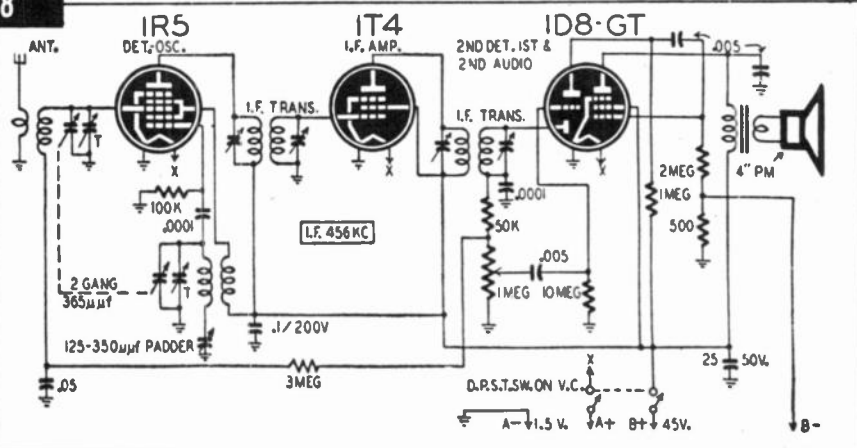 8
1R5
DET.-OSC.
1T4
I.F. AMP.
1D8-GT
2ND DET. 1ST &
2ND AUDIO
ANT.
.005
I.F. TRANS.
I.F. TRANS.
T
X
X
X
4" PM
2MEG
1MEG
500
100K
.0001
.0001
50K
I.F. 456KC
.005
1MEG
10MEG
2 GANG
365µµf
T
.1/200V
125-350µµf PADDER
3MEG
.05
25
50V.
X
D.P.S.T. SW. ON V.C.
A-
1.5 V.
A+
B+
45V.
B-